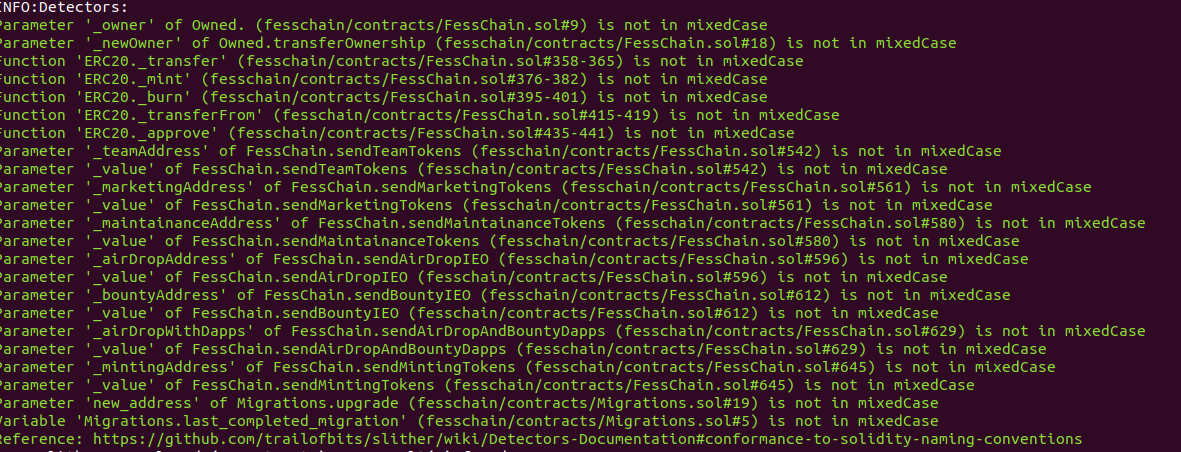 INFO:Detectors:
Parameter '_owner' of Owned. (fesschain/contracts/FessChain.sol#9) is not in mixedCase
Parameter '_newOwner' of Owned.transferOwnership (fesschain/contracts/FessChain.sol#18) is not in mixedCase
Function 'ERC20._transfer' (fesschain/contracts/FessChain.sol#358-365) is not in mixedCase
Function 'ERC20._mint' (fesschain/contracts/FessChain.sol#376-382) is not in mixedCase
Function 'ERC20._burn' (fesschain/contracts/FessChain.sol#395-401) is not in mixedCase
Function 'ERC20._transferFrom' (fesschain/contracts/FessChain.sol#415-419) is not in mixedCase
Function 'ERC20._approve' (fesschain/contracts/FessChain.sol#435-441) is not in mixedCase
Parameter '_teamAddress' of FessChain.sendTeamTokens (fesschain/contracts/FessChain.sol#542) is not in mixedCase
Parameter '_value' of FessChain.sendTeamTokens (fesschain/contracts/FessChain.sol#542) is not in mixedCase
Parameter '_marketingAddress' of FessChain.sendMarketingTokens (fesschain/contracts/FessChain.sol#561) is not in mixedCase
Parameter '_value' of FessChain.sendMarketingTokens (fesschain/contracts/FessChain.sol#561) is not in mixedCase
Parameter '_maintainanceAddress' of FessChain.sendMaintainanceTokens (fesschain/contracts/FessChain.sol#580) is not in mixedCase
Parameter '_value' of FessChain.sendMaintainanceTokens (fesschain/contracts/FessChain.sol#580) is not in mixedCase
Parameter '_airDropAddress' of FessChain.sendAirDropIEO (fesschain/contracts/FessChain.sol#596) is not in mixedCase
Parameter '_value' of FessChain.sendAirDropIEO (fesschain/contracts/FessChain.sol#596) is not in mixedCase
Parameter '_bountyAddress' of FessChain.sendBountyIEO (fesschain/contracts/FessChain.sol#612) is not in mixedCase
Parameter '_value' of FessChain.sendBountyIEO (fesschain/contracts/FessChain.sol#612) is not in mixedCase
Parameter '_airDropWithDapps' of FessChain.sendAirDropAndBountyDapps (fesschain/contracts/FessChain.sol#629) is not in mixedCase
Parameter '_value' of FessChain.sendAirDropAndBountyDapps (fesschain/contracts/FessChain.sol#629) is not in mixedCase
Parameter '_mintingAddress' of FessChain.sendMintingTokens (fesschain/contracts/FessChain.sol#645) is not in mixedCase
Parameter '_value' of FessChain.sendMintingTokens (fesschain/contracts/FessChain.sol#645) is not in mixedCase
Parameter 'new_address' of Migrations.upgrade (fesschain/contracts/Migrations.sol#19) is not in mixedCase
Variable 'Migrations.last_completed_migration' (fesschain/contracts/Migrations.sol#5) is not in mixedCase
Reference: https://github.com/trailofbits/slither/wiki/Detectors-Documentation#conformance-to-solidity-naming-conventions